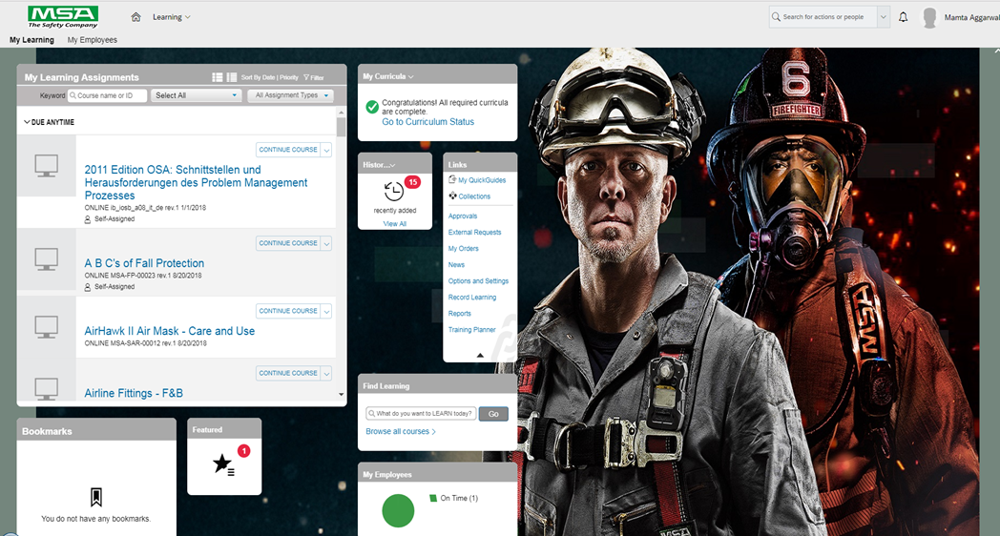 MSA
The Safety Company
Learning
Search for actions or people
Mamta Aggarwal
My Learning
My Employees
My Learning Assignments
Sort By Date | Priority
Filter
Keyword
Course name or ID
Select All
All Assignment Types
DUE ANYTIME
CONTINUE COURSE
2011 Edition OSA: Schnittstellen und
Herausforderungen des Problem Management
Prozesses
ONLINE ib_iosb_a08_it_de rev.1 1/1/2018
Self-Assigned
CONTINUE COURSE
A B C's of Fall Protection
ONLINE MSA-FP-00023 rev.1 8/20/2018
Self-Assigned
CONTINUE COURSE
AirHawk II Air Mask - Care and Use
ONLINE MSA-SAR-00012 rev.1 8/20/2018
CONTINUE COURSE
Airline Fittings - F&B
My Curricula
Congratulations! All required curricula
are complete.
Go to Curriculum Status
Histor...
15
recently added
View All
Links
My QuickGuides
Collections
Approvals
External Requests
My Orders
News
Options and Settings
Record Learning
Reports
Training Planner
Find Learning
What do you want to LEARN today?
Go
Browse all courses >
Bookmarks
You do not have any bookmarks.
Featured
1
My Employees
On Time (1)
6
FIREFIGHTER
MSA